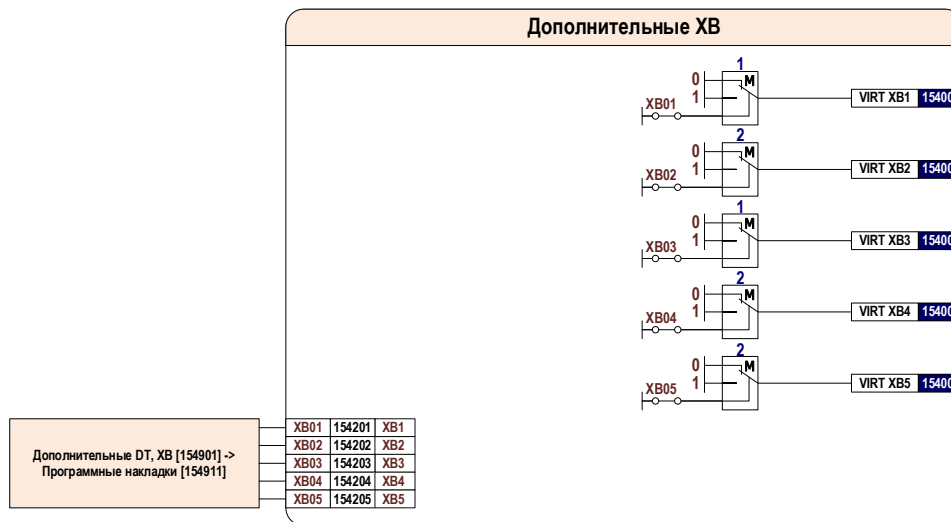 Дополнительные ХВ
1
0 M
1
XB01
VIRT XB1 15400
2
0 M
1
XB02
VIRT XB2 15400
1
0 M
1
XB03
VIRT XB3 15400
2
0 M
1
XB04
VIRT XB4 15400
2
0 M
1
XB05
VIRT XB5 15400
Дополнительные DT, XB [154901] ->
Программные накладки [154911]
XB01 154201 XB1
XB02 154202 XB2
XB03 154203 XB3
XB04 154204 XB4
XB05 154205 XB5